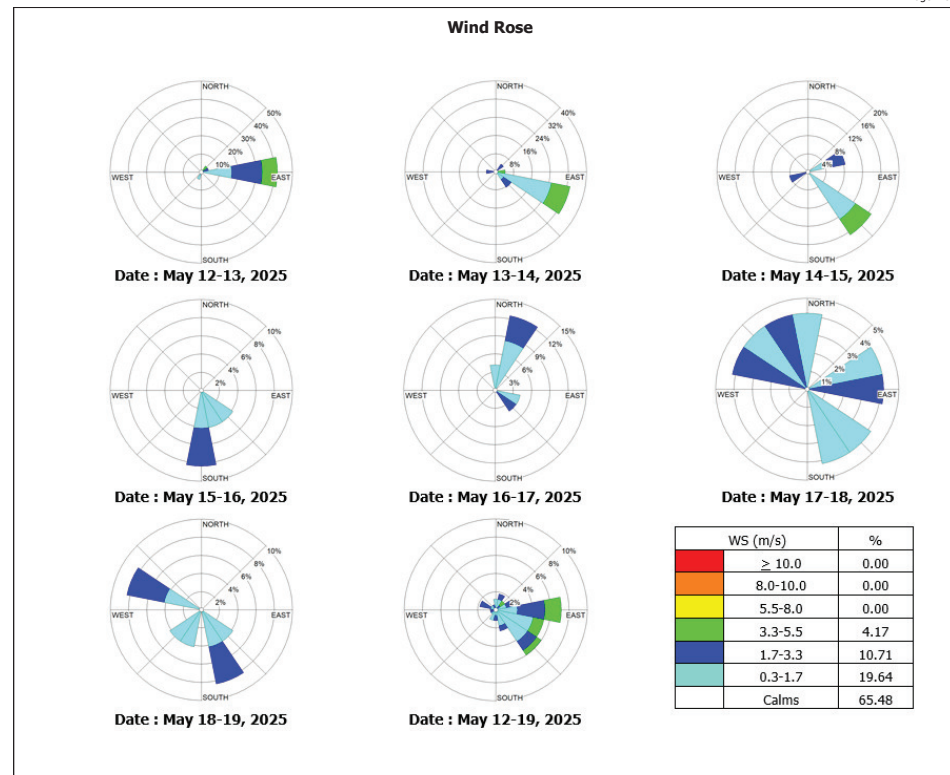 Wind Rose
NORTH
50%
40%
30%
20%
10%
WEST
EAST
SOUTH
Date : May 12-13, 2025
NORTH
40%
32%
24%
16%
8%
WEST
EAST
SOUTH
Date : May 13-14, 2025
NORTH
20%
16%
12%
8%
4%
WEST
EAST
SOUTH
Date : May 14-15, 2025
NORTH
10%
8%
6%
4%
2%
WEST
EAST
SOUTH
Date : May 15-16, 2025
NORTH
15%
12%
9%
6%
3%
WEST
EAST
SOUTH
Date : May 16-17, 2025
NORTH
5%
4%
3%
2%
1%
WEST
EAST
SOUTH
Date : May 17-18, 2025
NORTH
10%
8%
6%
4%
2%
WEST
EAST
SOUTH
Date : May 18-19, 2025
NORTH
10%
8%
6%
4%
2%
WEST
EAST
SOUTH
Date : May 12-19, 2025
WS (m/s) %
≥ 10.0 0.00
8.0-10.0 0.00
5.5-8.0 0.00
3.3-5.5 4.17
1.7-3.3 10.71
0.3-1.7 19.64
Calms 65.48